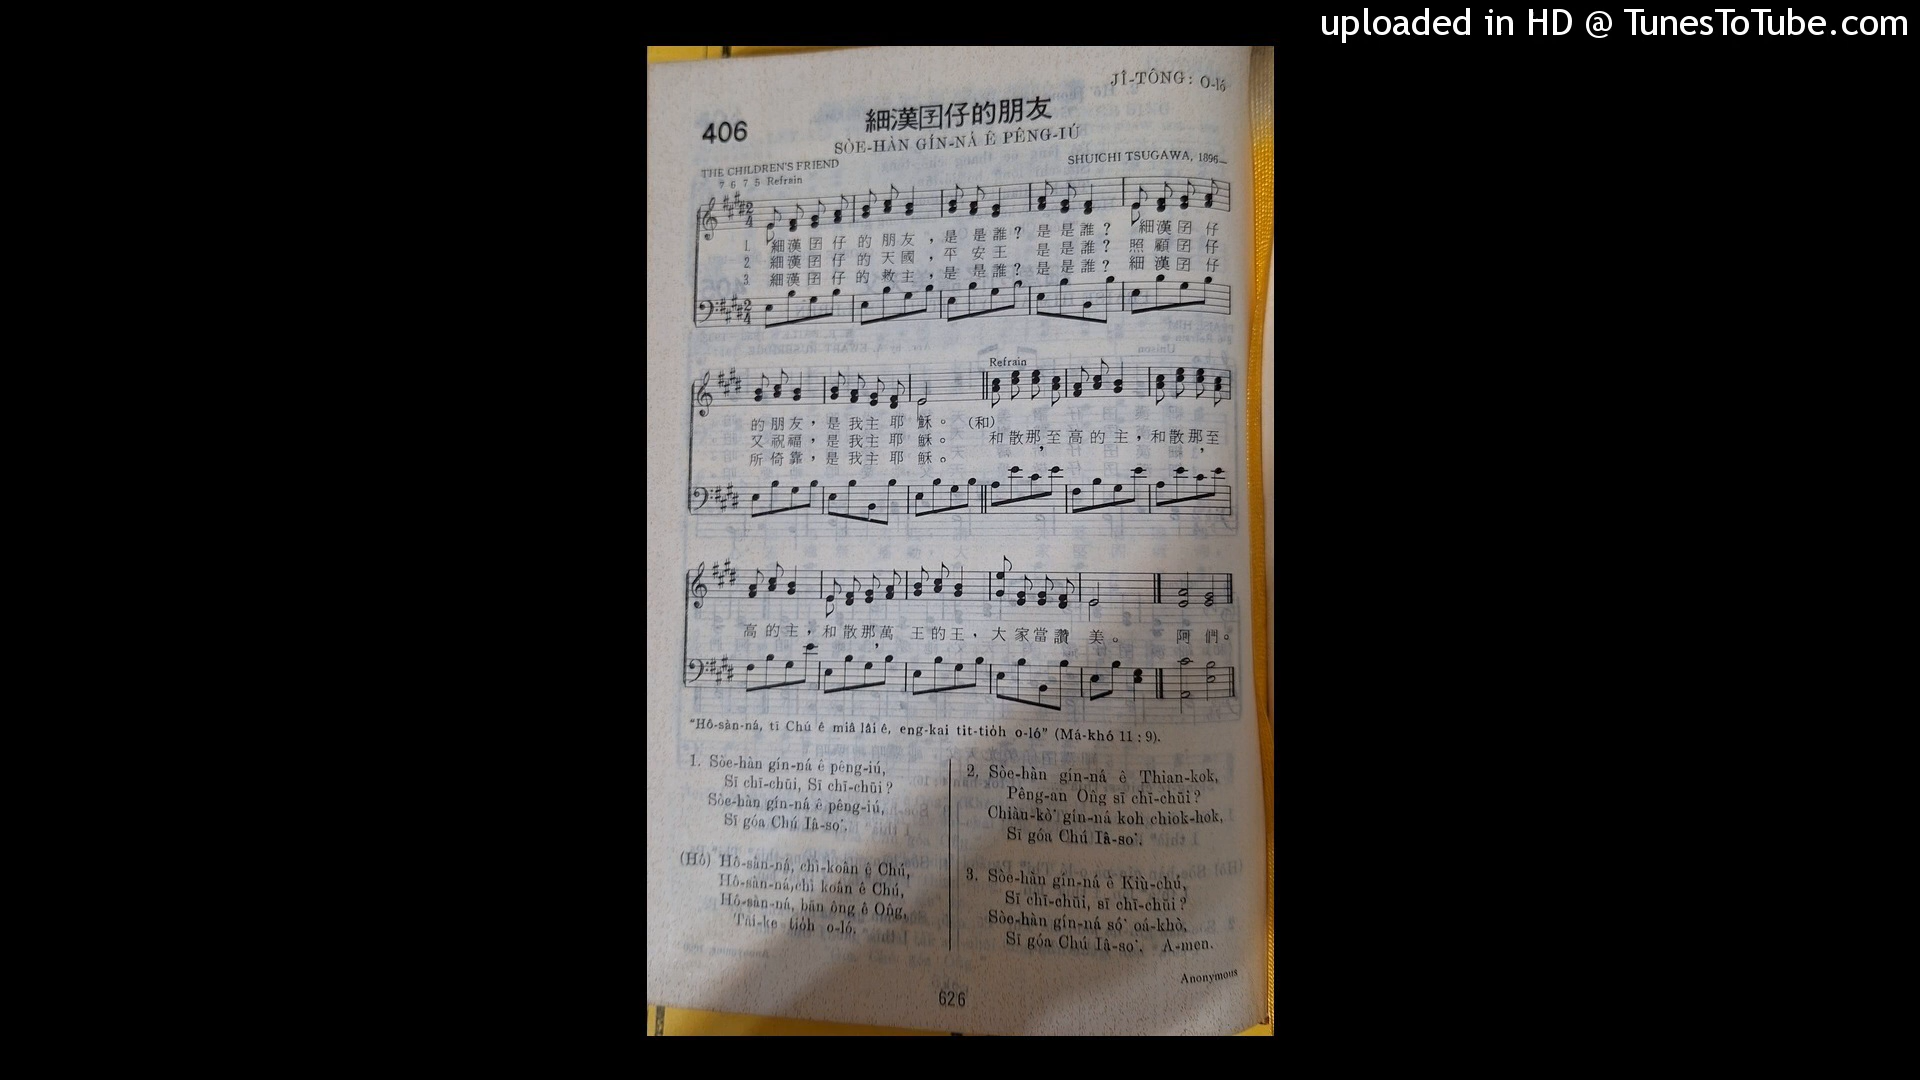 uploaded in HD @ TunesToTube.com
JÎ-TÔNG: O-ló
406
細漢囝仔的朋友
SÒE-HÀN GÍN-NÁ Ê PÊNG-IÚ
THE CHILDREN'S FRIEND
SHUICHI TSUGAWA, 1896—
7 6 7 5 Refrain
1. 細漢囝仔的朋友，是是誰？是是誰？細漢囝仔
2. 細漢囝仔的天國，平安王是是誰？照顧囝仔
3. 細漢囝仔的救主，是是誰？是是誰？細漢囝仔
Refrain
的朋友，是我主耶穌。(和)
又祝福，是我主耶穌。和散那至高的主，和散那至
所倚靠，是我主耶穌。
高的主，和散那萬王的王，大家當讚美。阿們。
"Hô-sàn-ná, tī Chú ê miâ lâi ê, eng-kai tit-tio̍h o-ló" (Má-khó 11 : 9).
1. Sòe-hàn gín-ná ê pêng-iú,
Sī chī-chūi, Sī chī-chūi?
Sòe-hàn gín-ná ê pêng-iú,
Sī góa Chú Iâ-so͘.
(Hô) Hô-sàn-ná, chì-koân ê Chú,
Hô-sàn-ná, chì koân ê Chú,
Hô-sàn-ná, bān ông ê Ông,
Tāi-ke tio̍h o-ló.
2. Sòe-hàn gín-ná ê Thian-kok,
Pêng-an Ông sī chī-chūi?
Chiàu-kò͘ gín-ná koh chiok-hok,
Sī góa Chú Iâ-so͘.
3. Sòe-hàn gín-ná ê Kiù-chú,
Sī chī-chūi, sī chī-chūi?
Sòe-hàn gín-ná só͘ oá-khò,
Sī góa Chú Iâ-so͘. A-men.
Anonymous
626